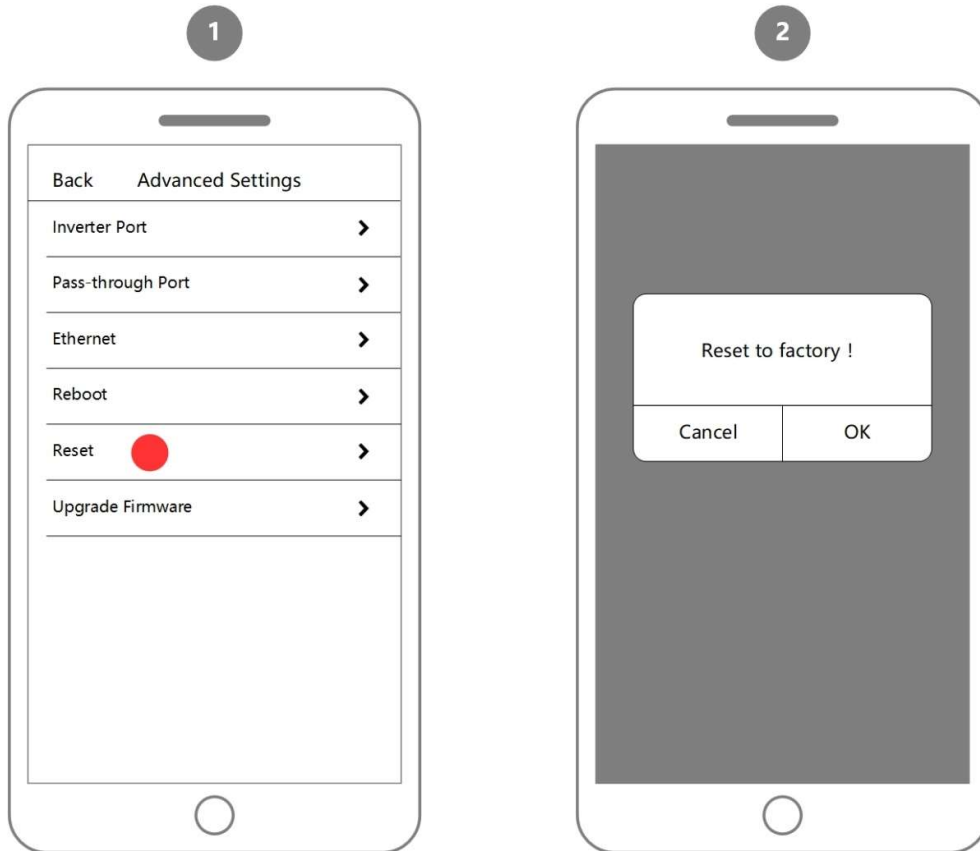 1
Back Advanced Settings
Inverter Port
Pass-through Port
Ethernet
Reboot
Reset
Upgrade Firmware
2
Reset to factory !
Cancel OK